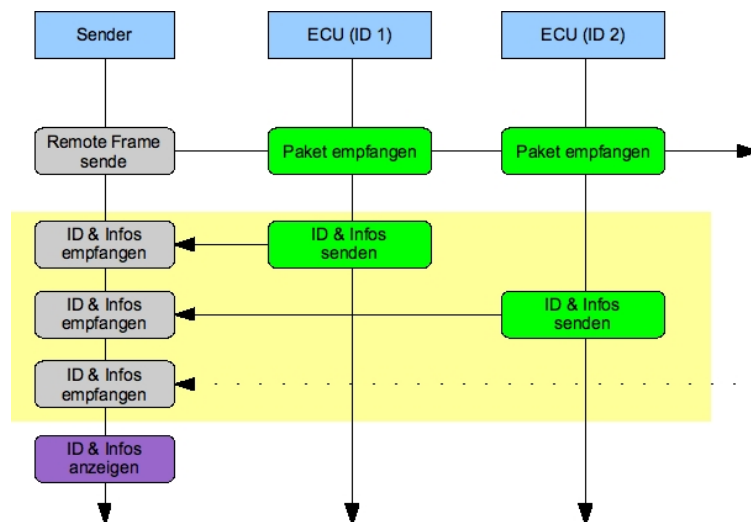 Sender
ECU (ID 1)
ECU (ID 2)
Remote Frame
sende
Paket empfangen
Paket empfangen
ID & Infos
empfangen
ID & Infos
senden
ID & Infos
empfangen
ID & Infos
senden
ID & Infos
empfangen
ID & Infos
anzeigen